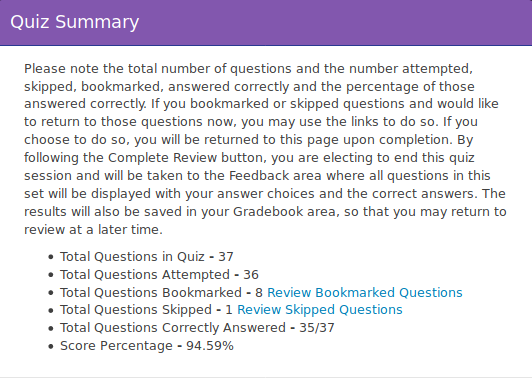 Quiz Summary
Please note the total number of questions and the number attempted,
skipped, bookmarked, answered correctly and the percentage of those
answered correctly. If you bookmarked or skipped questions and would like
to return to those questions now, you may use the links to do so. If you
choose to do so, you will be returned to this page upon completion. By
following the Complete Review button, you are electing to end this quiz
session and will be taken to the Feedback area where all questions in this
set will be displayed with your answer choices and the correct answers. The
results will also be saved in your Gradebook area, so that you may return to
review at a later time.
• Total Questions in Quiz - 37
• Total Questions Attempted - 36
• Total Questions Bookmarked - 8 Review Bookmarked Questions
• Total Questions Skipped - 1 Review Skipped Questions
• Total Questions Correctly Answered - 35/37
• Score Percentage - 94.59%